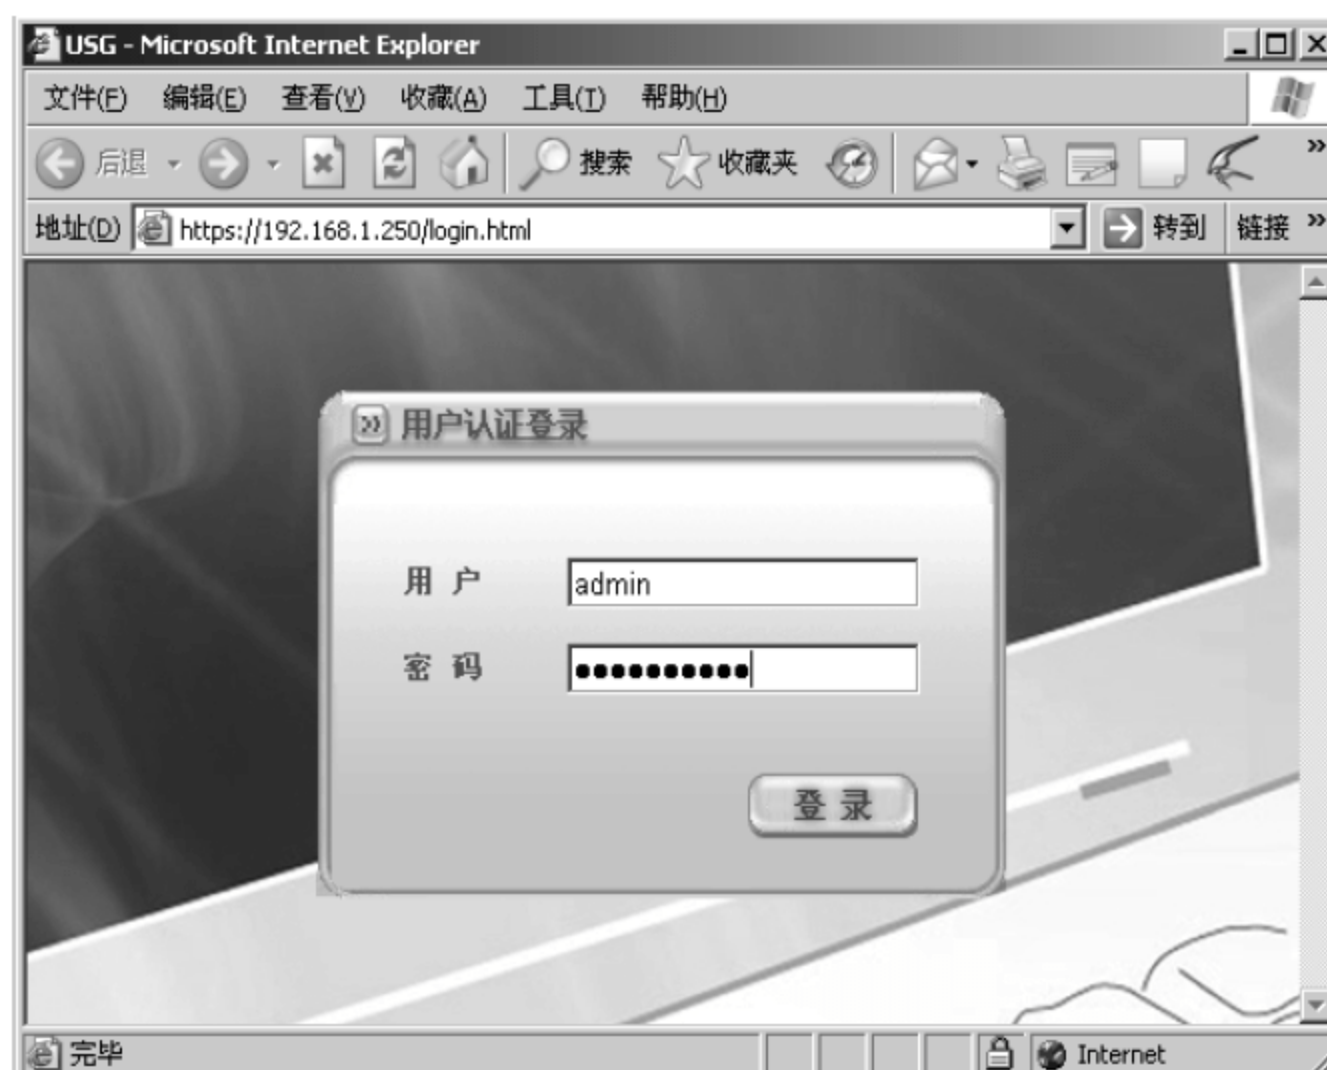 USG - Microsoft Internet Explorer
文件(F) 编辑(E) 查看(V) 收藏(A) 工具(T) 帮助(H)
后退 搜索 收藏夹 »
地址(D) https://192.168.1.250/login.html 转到 链接 »
» 用户认证登录
用 户 admin
密 码 ●●●●●●●●●●
登 录
完毕 Internet